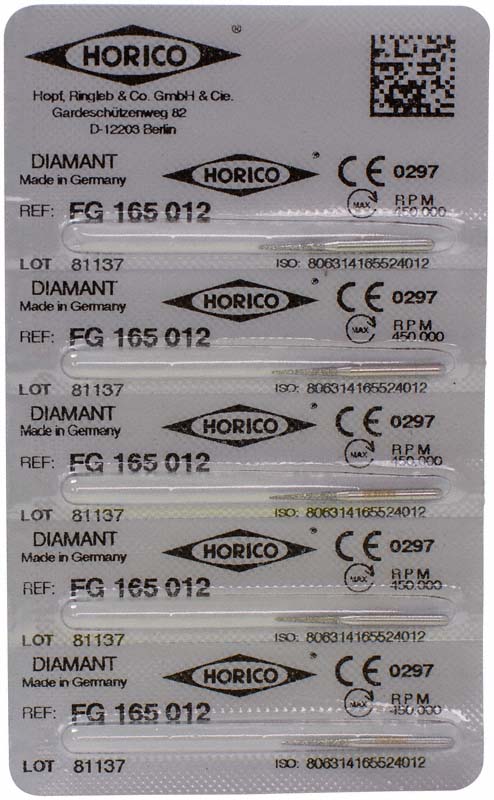 HORICO ®
Hopf, Ringleb & Co. GmbH & Cie.
Gardeschützenweg 82
D-12203 Berlin
DIAMANT
Made in Germany
HORICO ®
CE 0297
REF: FG 165 012
MAX RPM
450.000
LOT 81137
ISO: 806314165524012
DIAMANT
Made in Germany
HORICO ®
CE 0297
REF: FG 165 012
MAX RPM
450.000
LOT 81137
ISO: 806314165524012
DIAMANT
Made in Germany
HORICO ®
CE 0297
REF: FG 165 012
MAX RPM
450.000
LOT 81137
ISO: 806314165524012
DIAMANT
Made in Germany
HORICO ®
CE 0297
REF: FG 165 012
MAX RPM
450.000
LOT 81137
ISO: 806314165524012
DIAMANT
Made in Germany
HORICO ®
CE 0297
REF: FG 165 012
MAX RPM
450.000
LOT 81137
ISO: 806314165524012